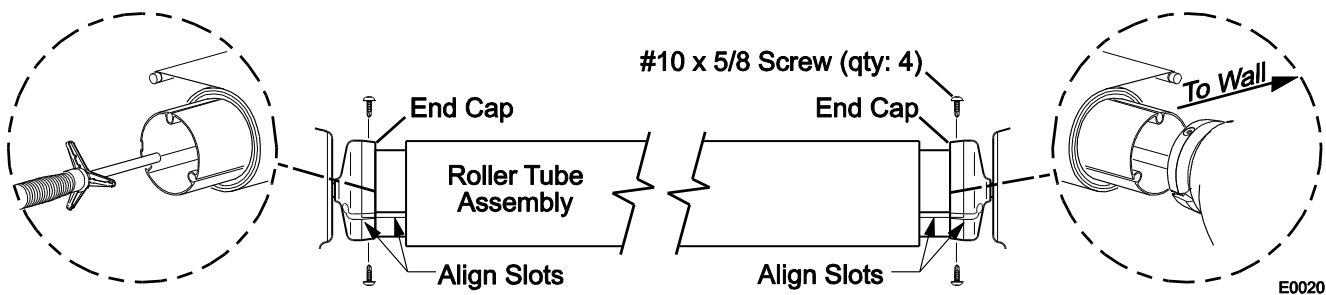 #10 x 5/8 Screw (qty: 4)
To Wall
End Cap
End Cap
Roller Tube
Assembly
Align Slots
Align Slots
E0020